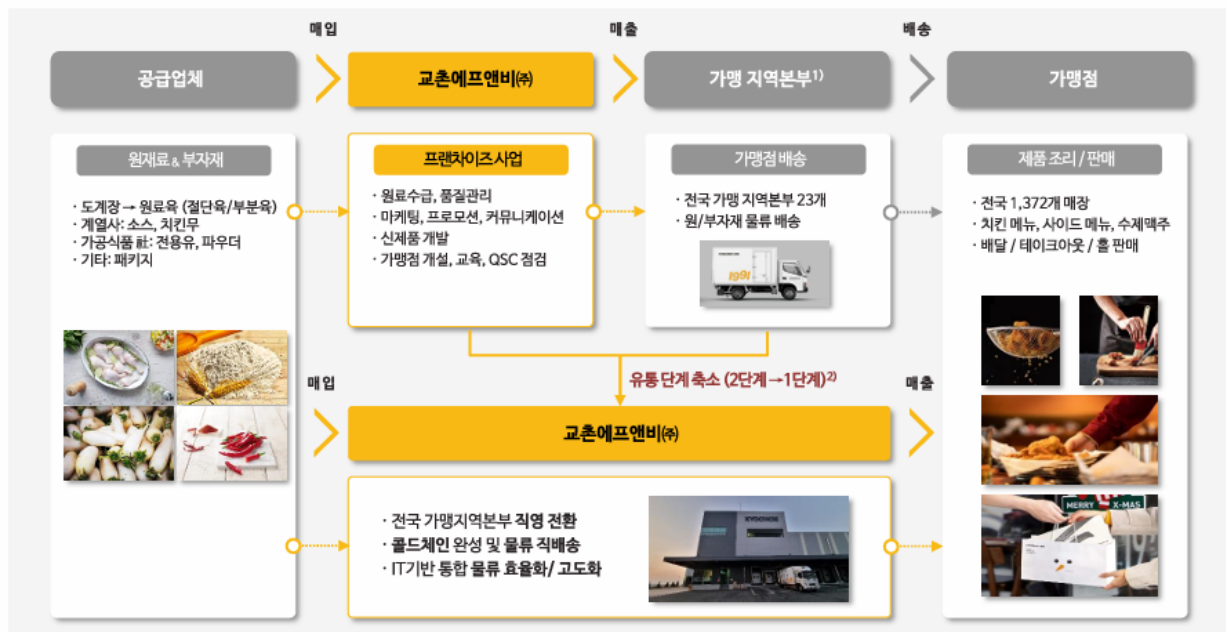 매입
매출
배송
공급업체
교촌에프앤비㈜
가맹 지역본부1)
가맹점
원재료 & 부자재
· 도계장 → 원료육 (절단육/부분육)
· 계열사: 소스, 치킨무
· 가공식품 社: 전용유, 파우더
· 기타: 패키지
프랜차이즈 사업
· 원료수급, 품질관리
· 마케팅, 프로모션, 커뮤니케이션
· 신제품 개발
· 가맹점 개설, 교육, QSC 점검
가맹점 배송
· 전국 가맹 지역본부 23개
· 원/부자재 물류 배송
1991
제품 조리 / 판매
· 전국 1,372개 매장
· 치킨 메뉴, 사이드 메뉴, 수제맥주
· 배달 / 테이크아웃 / 홀 판매
유통 단계 축소 (2단계→1단계)2)
매입
교촌에프앤비㈜
매출
· 전국 가맹지역본부 직영 전환
· 콜드체인 완성 및 물류 직배송
· IT기반 통합 물류 효율화/ 고도화
KYOCHON
MERRY X-MAS